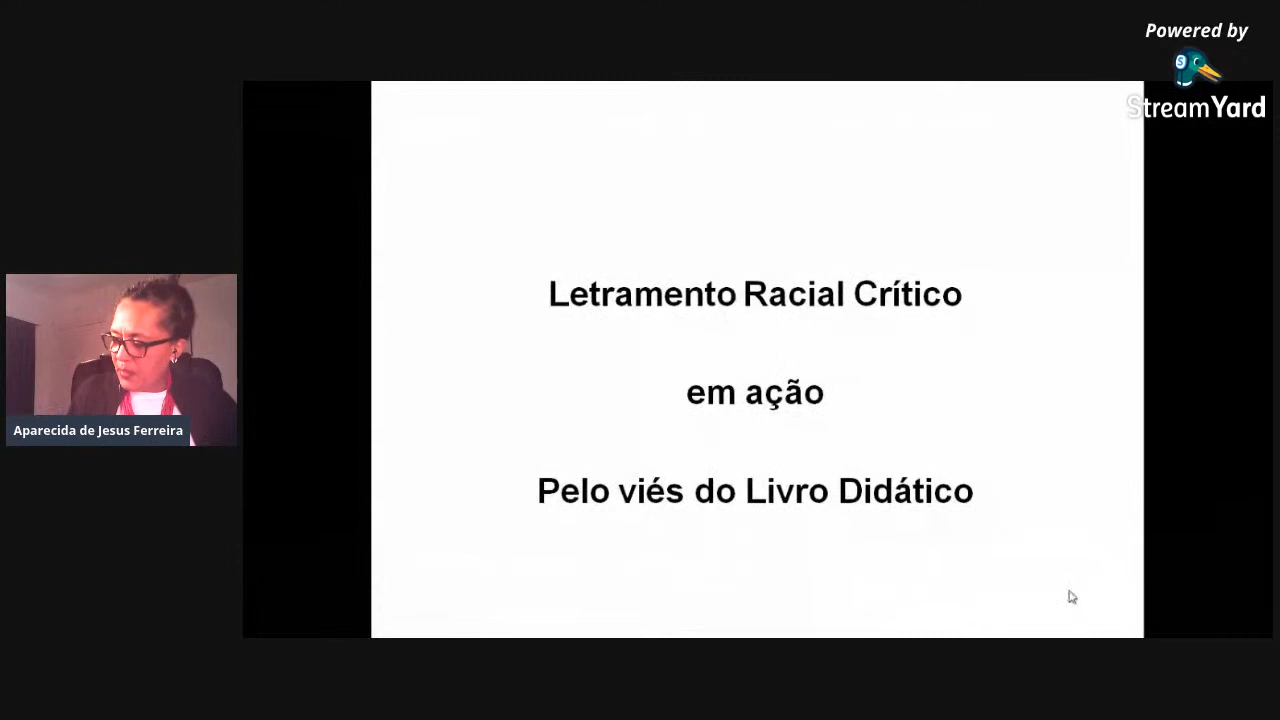 Powered by
StreamYard
Letramento Racial Crítico
em ação
Pelo viés do Livro Didático
Aparecida de Jesus Ferreira